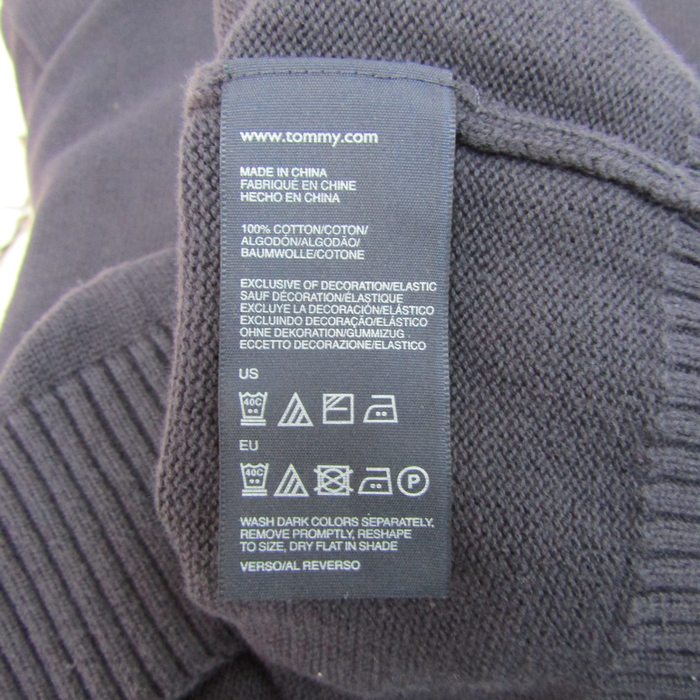 www.tommy.com
MADE IN CHINA
FABRIQUÉ EN CHINE
HECHO EN CHINA
100% COTTON/COTON/
ALGODÓN/ALGODÃO/
BAUMWOLLE/COTONE
EXCLUSIVE OF DECORATION/ELASTIC
SAUF DÉCORATION/ÉLASTIQUE
EXCLUYE LA DECORACIÓN/ELÁSTICO
EXCLUINDO DECORAÇÃO/ELÁSTICO
OHNE DEKORATION/GUMMIZUG
ECCETTO DECORAZIONE/ELASTICO
US
40C
EU
40C P
WASH DARK COLORS SEPARATELY,
REMOVE PROMPTLY, RESHAPE
TO SIZE, DRY FLAT IN SHADE
VERSO/AL REVERSO